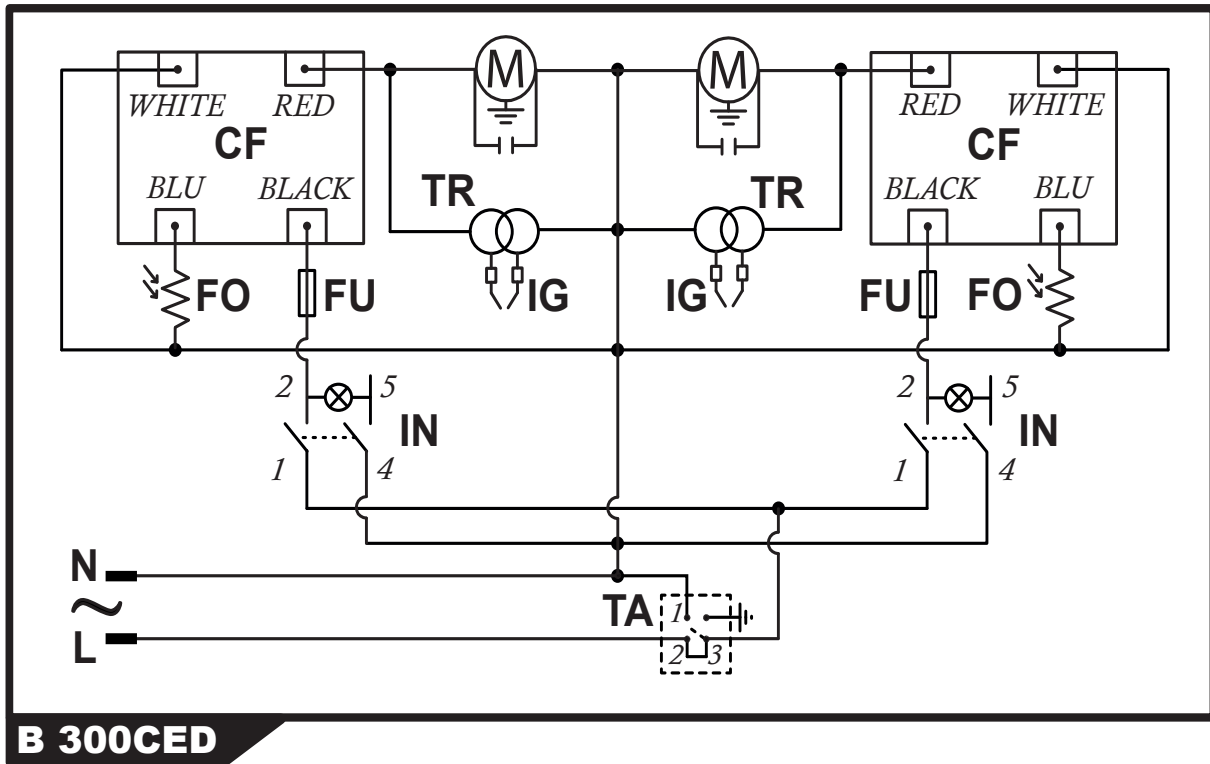 M M
WHITE RED RED WHITE
CF CF
BLU BLACK TR TR BLACK BLU
FO FU IG IG FU FO
2 5 2 5
IN IN
1 4 1 4
N
~ TA 1
L 2 3
B 300CED